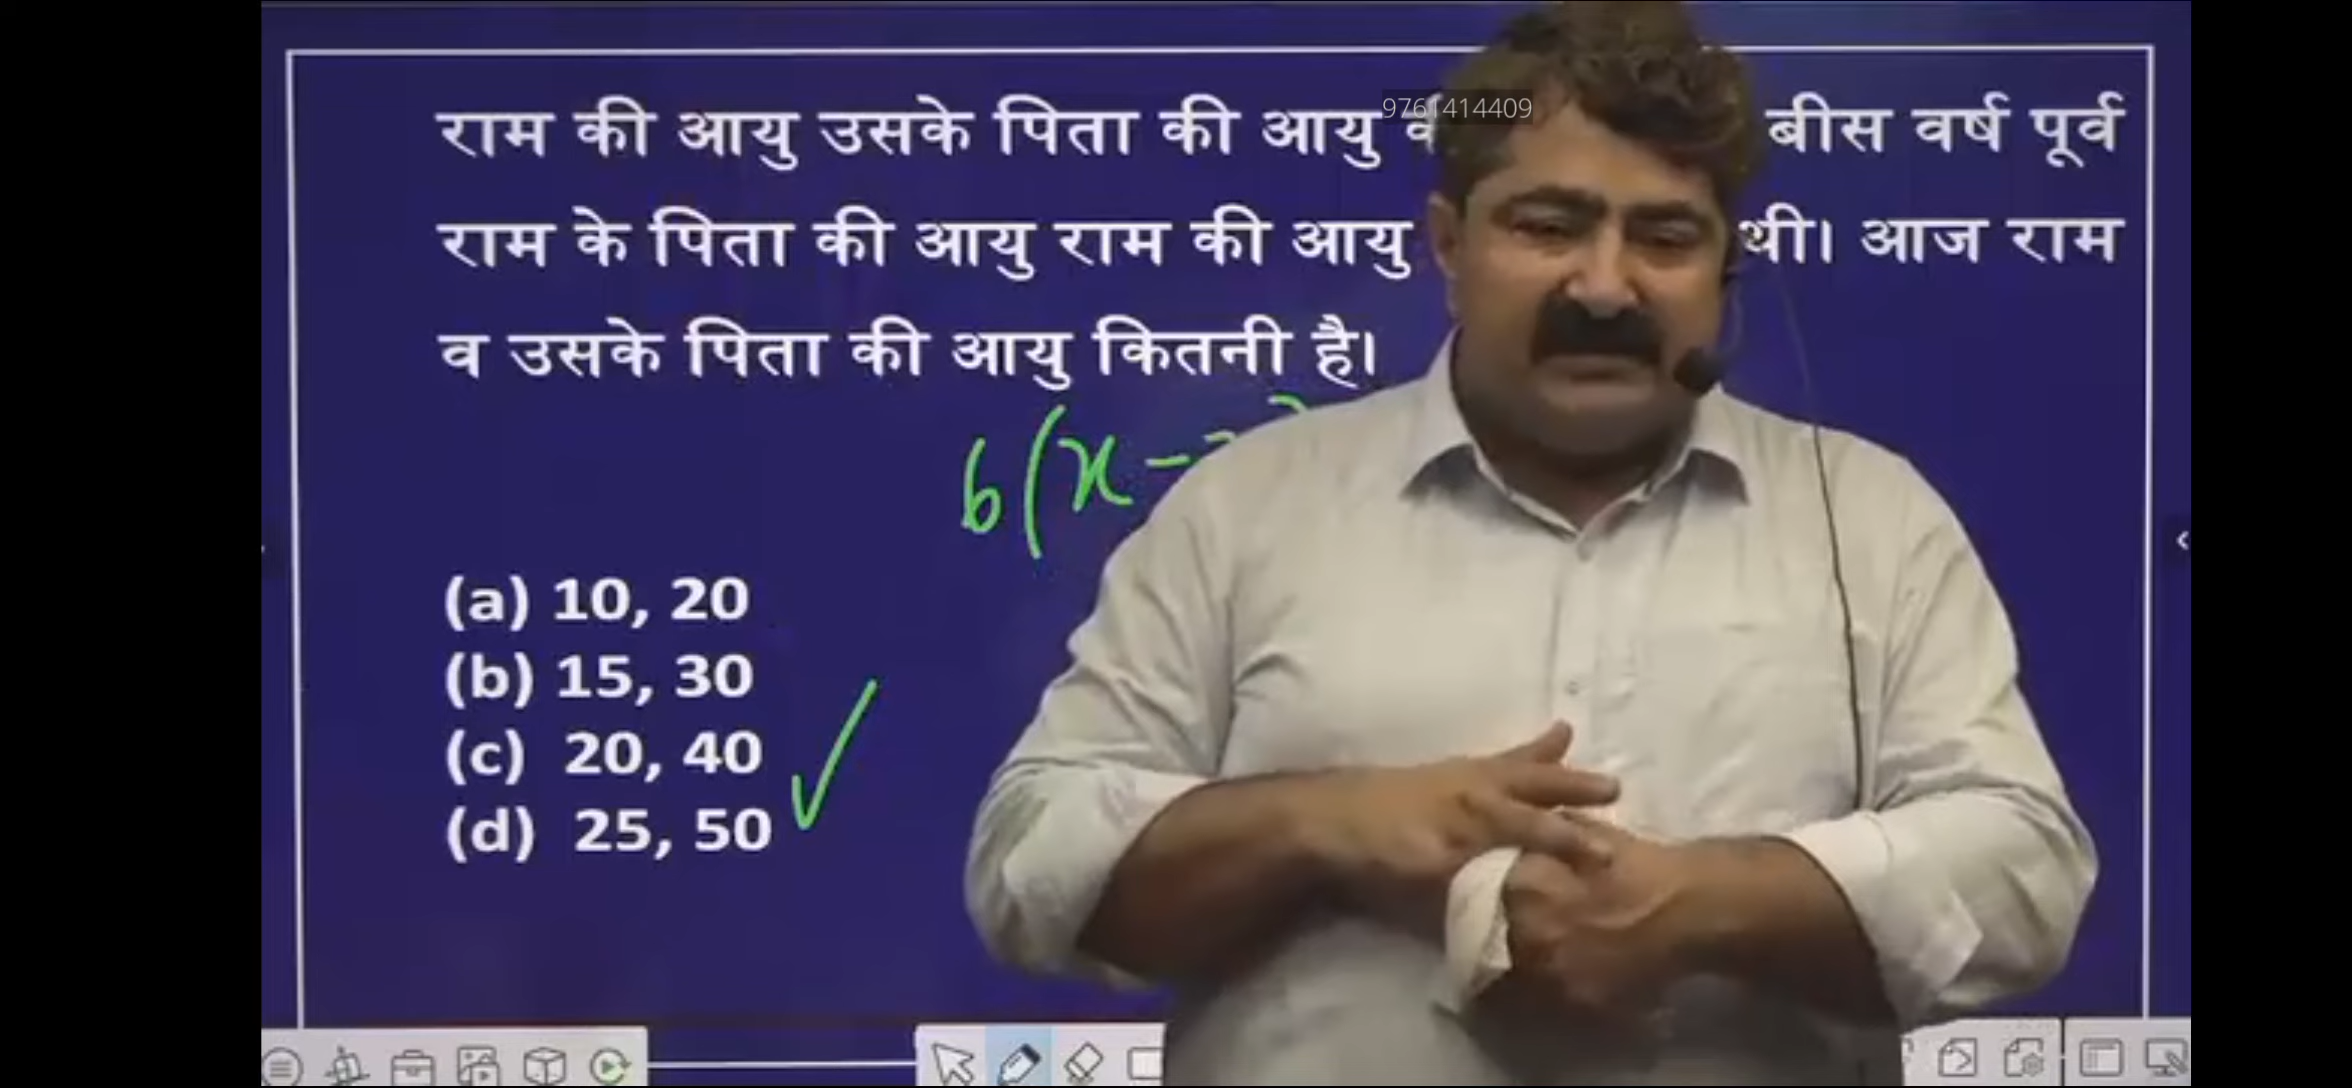 9761414409
राम की आयु उसके पिता की आयु बीस वर्ष पूर्व
राम के पिता की आयु राम की आयु थी। आज राम
व उसके पिता की आयु कितनी है।
6(x-
(a) 10, 20
(b) 15, 30
(c) 20, 40
(d) 25, 50